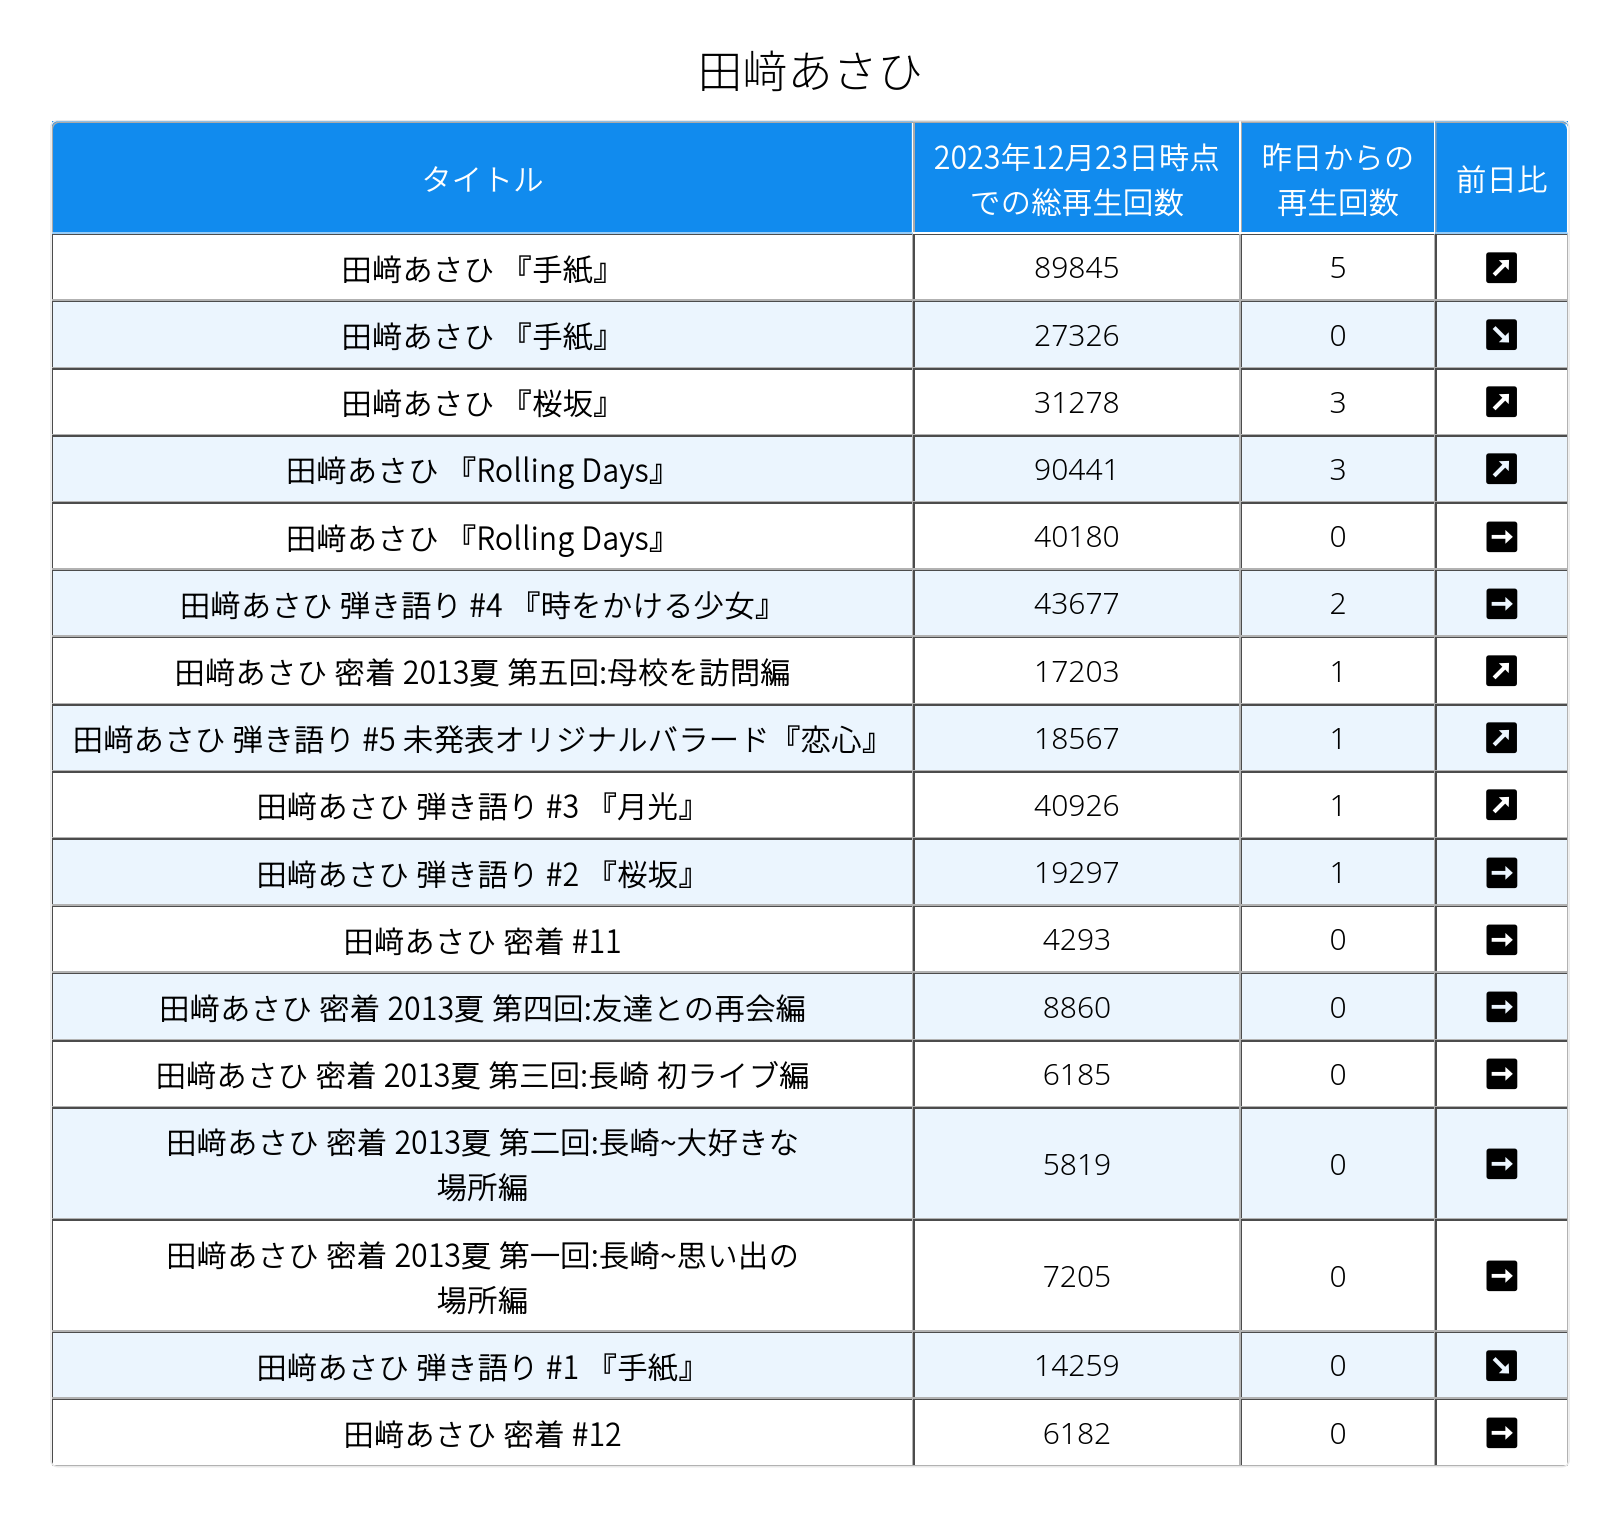 田﨑あさひ
タイトル
2023年12月23日時点
での総再生回数
昨日からの
再生回数
前日比
田﨑あさひ 『手紙』 89845 5 ↗
田﨑あさひ 『手紙』 27326 0 ↘
田﨑あさひ 『桜坂』 31278 3 ↗
田﨑あさひ 『Rolling Days』 90441 3 ↗
田﨑あさひ 『Rolling Days』 40180 0 →
田﨑あさひ 弾き語り #4 『時をかける少女』 43677 2 →
田﨑あさひ 密着 2013夏 第五回:母校を訪問編 17203 1 ↗
田﨑あさひ 弾き語り #5 未発表オリジナルバラード『恋心』 18567 1 ↗
田﨑あさひ 弾き語り #3 『月光』 40926 1 ↗
田﨑あさひ 弾き語り #2 『桜坂』 19297 1 →
田﨑あさひ 密着 #11 4293 0 →
田﨑あさひ 密着 2013夏 第四回:友達との再会編 8860 0 →
田﨑あさひ 密着 2013夏 第三回:長崎 初ライブ編 6185 0 →
田﨑あさひ 密着 2013夏 第二回:長崎~大好きな
場所編 5819 0 →
田﨑あさひ 密着 2013夏 第一回:長崎~思い出の
場所編 7205 0 →
田﨑あさひ 弾き語り #1 『手紙』 14259 0 ↘
田﨑あさひ 密着 #12 6182 0 →